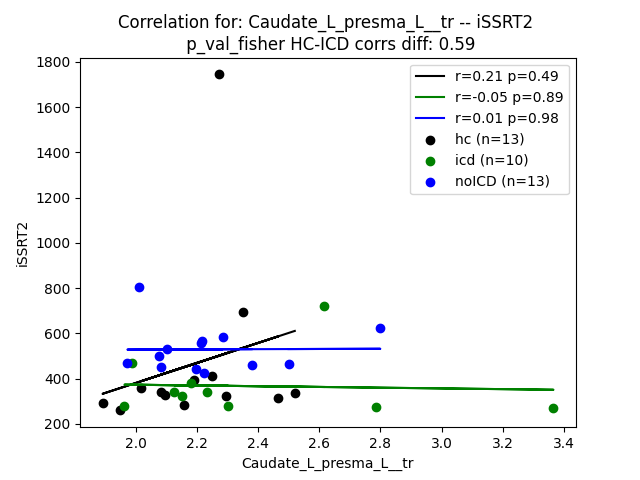 Correlation for: Caudate_L_presma_L__tr -- iSSRT2
p_val_fisher HC-ICD corrs diff: 0.59
r=0.21 p=0.49
r=-0.05 p=0.89
r=0.01 p=0.98
hc (n=13)
icd (n=10)
noICD (n=13)
1800
1600
1400
1200
1000
800
600
400
200
iSSRT2
2.0
2.2
2.4
2.6
2.8
3.0
3.2
3.4
Caudate_L_presma_L__tr